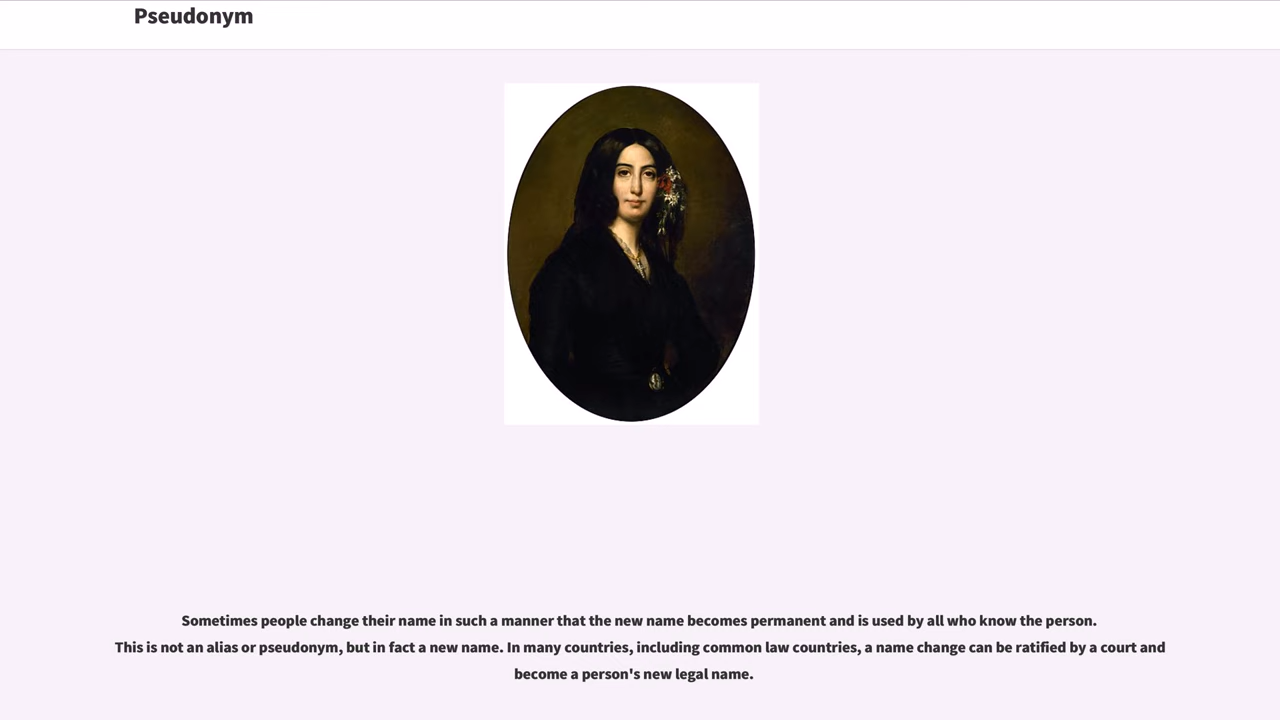 Pseudonym
Sometimes people change their name in such a manner that the new name becomes permanent and is used by all who know the person.
This is not an alias or pseudonym, but in fact a new name. In many countries, including common law countries, a name change can be ratified by a court and
become a person's new legal name.